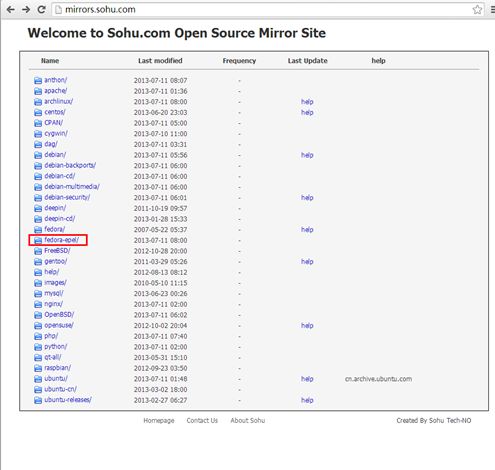 mirrors.sohu.com
Welcome to Sohu.com Open Source Mirror Site
Name Last modified Frequency Last Update help
anthon/ 2013-07-11 08:07 -
apache/ 2013-07-11 01:36 -
archlinux/ 2013-07-11 08:00 - help
centos/ 2013-06-20 23:03 - help
CPAN/ 2013-07-11 05:00 -
cygwin/ 2013-07-10 11:00 -
dag/ 2013-07-11 03:31 -
debian/ 2013-07-11 05:56 - help
debian-backports/ 2013-07-11 06:00 -
debian-cd/ 2013-07-11 06:00 -
debian-multimedia/ 2013-07-11 06:00 -
debian-security/ 2013-07-11 06:01 - help
deepin/ 2011-10-19 09:57 -
deepin-cd/ 2013-01-28 15:33 -
fedora/ 2007-05-22 05:37 - help
fedora-epel/ 2013-07-11 08:00 -
FreeBSD/ 2012-10-28 20:00 -
gentoo/ 2011-03-29 05:26 - help
help/ 2012-08-13 08:12 -
images/ 2010-05-10 11:15 -
mysql/ 2013-06-23 00:26 -
nginx/ 2013-07-11 02:00 -
OpenBSD/ 2013-07-11 06:02 -
opensuse/ 2012-10-02 20:04 - help
php/ 2013-07-11 07:40 -
python/ 2013-07-11 02:00 -
qt-all/ 2013-05-31 15:10 -
raspbian/ 2012-09-23 03:50 -
ubuntu/ 2013-07-11 01:48 - help cn.archive.ubuntu.com
ubuntu-cn/ 2013-03-02 18:00 -
ubuntu-releases/ 2013-02-27 06:27 - help
Homepage Contact Us About Sohu Created By Sohu Tech-NO